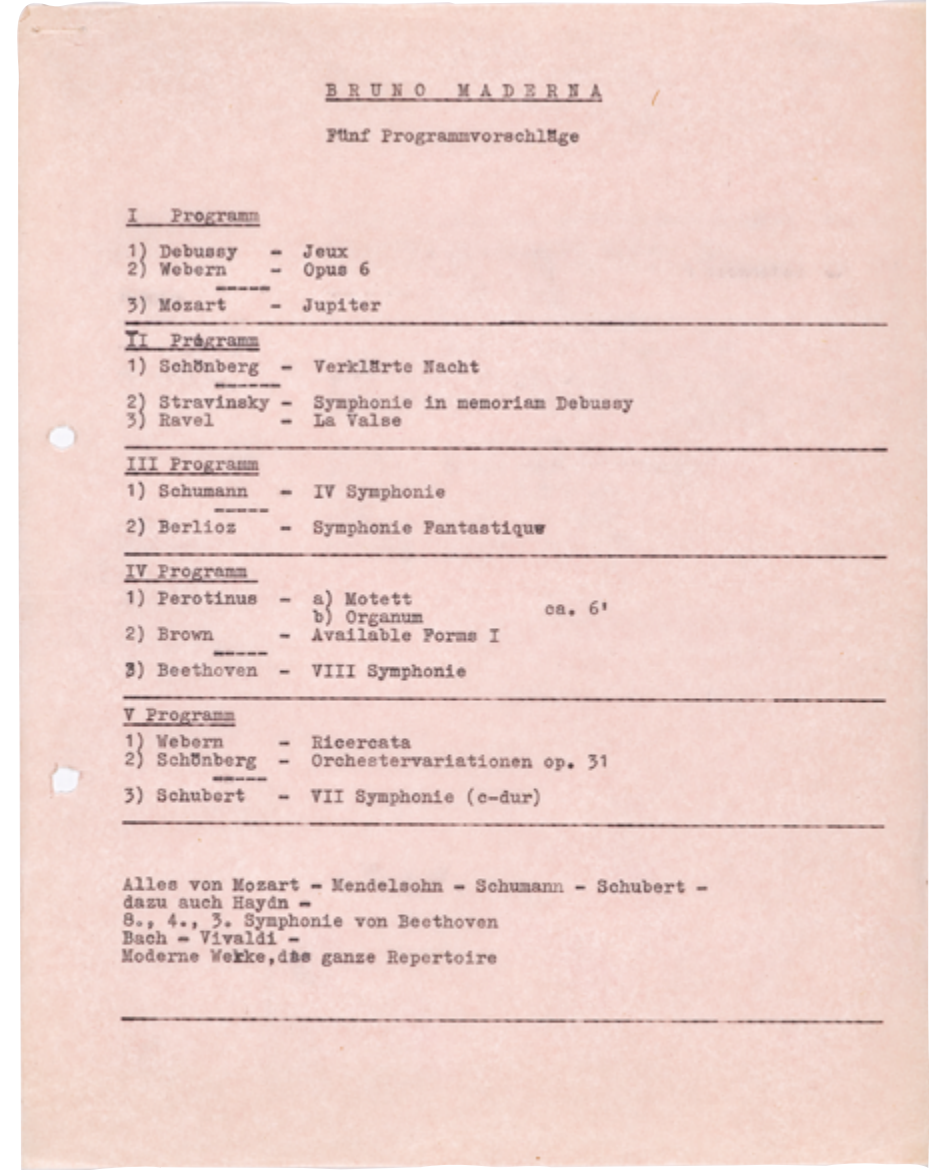 BRUNO MADERNA
Fünf Programmvorschläge
I Programm
1) Debussy - Jeux
2) Webern - Opus 6
-----
3) Mozart - Jupiter
II Programm
1) Schönberg - Verklärte Nacht
------
2) Stravinsky - Symphonie in memoriam Debussy
3) Ravel - La Valse
III Programm
1) Schumann - IV Symphonie
-----
2) Berlioz - Symphonie Fantastique
IV Programm
1) Perotinus - a) Motett
b) Organum ca. 6'
2) Brown - Available Forms I
-----
3) Beethoven - VIII Symphonie
V Programm
1) Webern - Ricercata
2) Schönberg - Orchestervariationen op. 31
-----
3) Schubert - VII Symphonie (c-dur)
Alles von Mozart - Mendelsohn - Schumann - Schubert -
dazu auch Haydn -
8., 4., 3. Symphonie von Beethoven
Bach - Vivaldi -
Moderne Werke,das ganze Repertoire